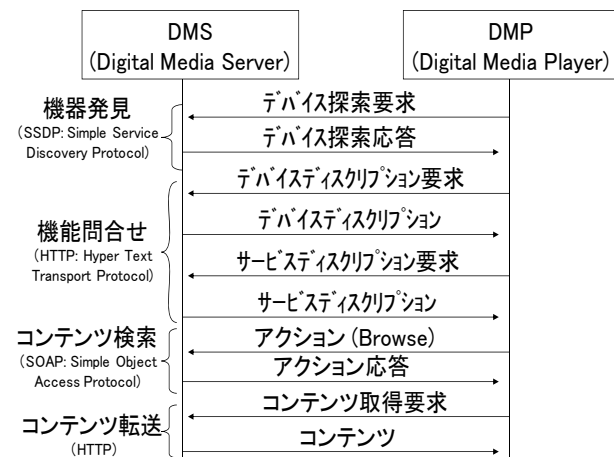 DMS
(Digital Media Server)
DMP
(Digital Media Player)
機器発見
(SSDP: Simple Service
Discovery Protocol)
デバイス探索要求
デバイス探索応答
機能問合せ
(HTTP: Hyper Text
Transport Protocol)
デバイスディスクリプション要求
デバイスディスクリプション
サービスディスクリプション要求
サービスディスクリプション
コンテンツ検索
(SOAP: Simple Object
Access Protocol)
アクション (Browse)
アクション応答
コンテンツ転送
(HTTP)
コンテンツ取得要求
コンテンツ